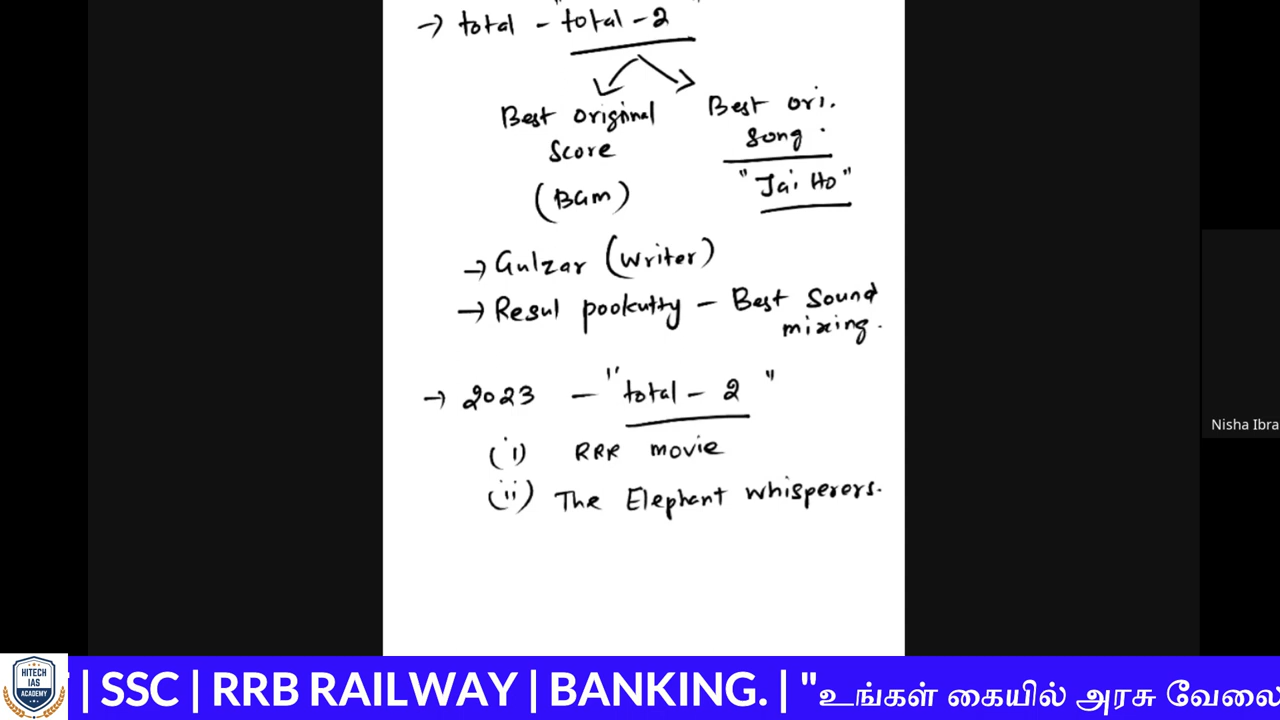 → total - "total - 2"
Best Original
Score
(BGM)
Best ori.
song.
"Jai Ho"
→ Gulzar (writer)
→ Resul pookutty - Best Sound
mixing.
→ 2023 - "total - 2"
(i) RRR movie
(ii) The Elephant whisperers.
Nisha Ibra
HITECH
IAS
ACADEMY
| SSC | RRB RAILWAY | BANKING. | "உங்கள் கையில் அரசு வேலை